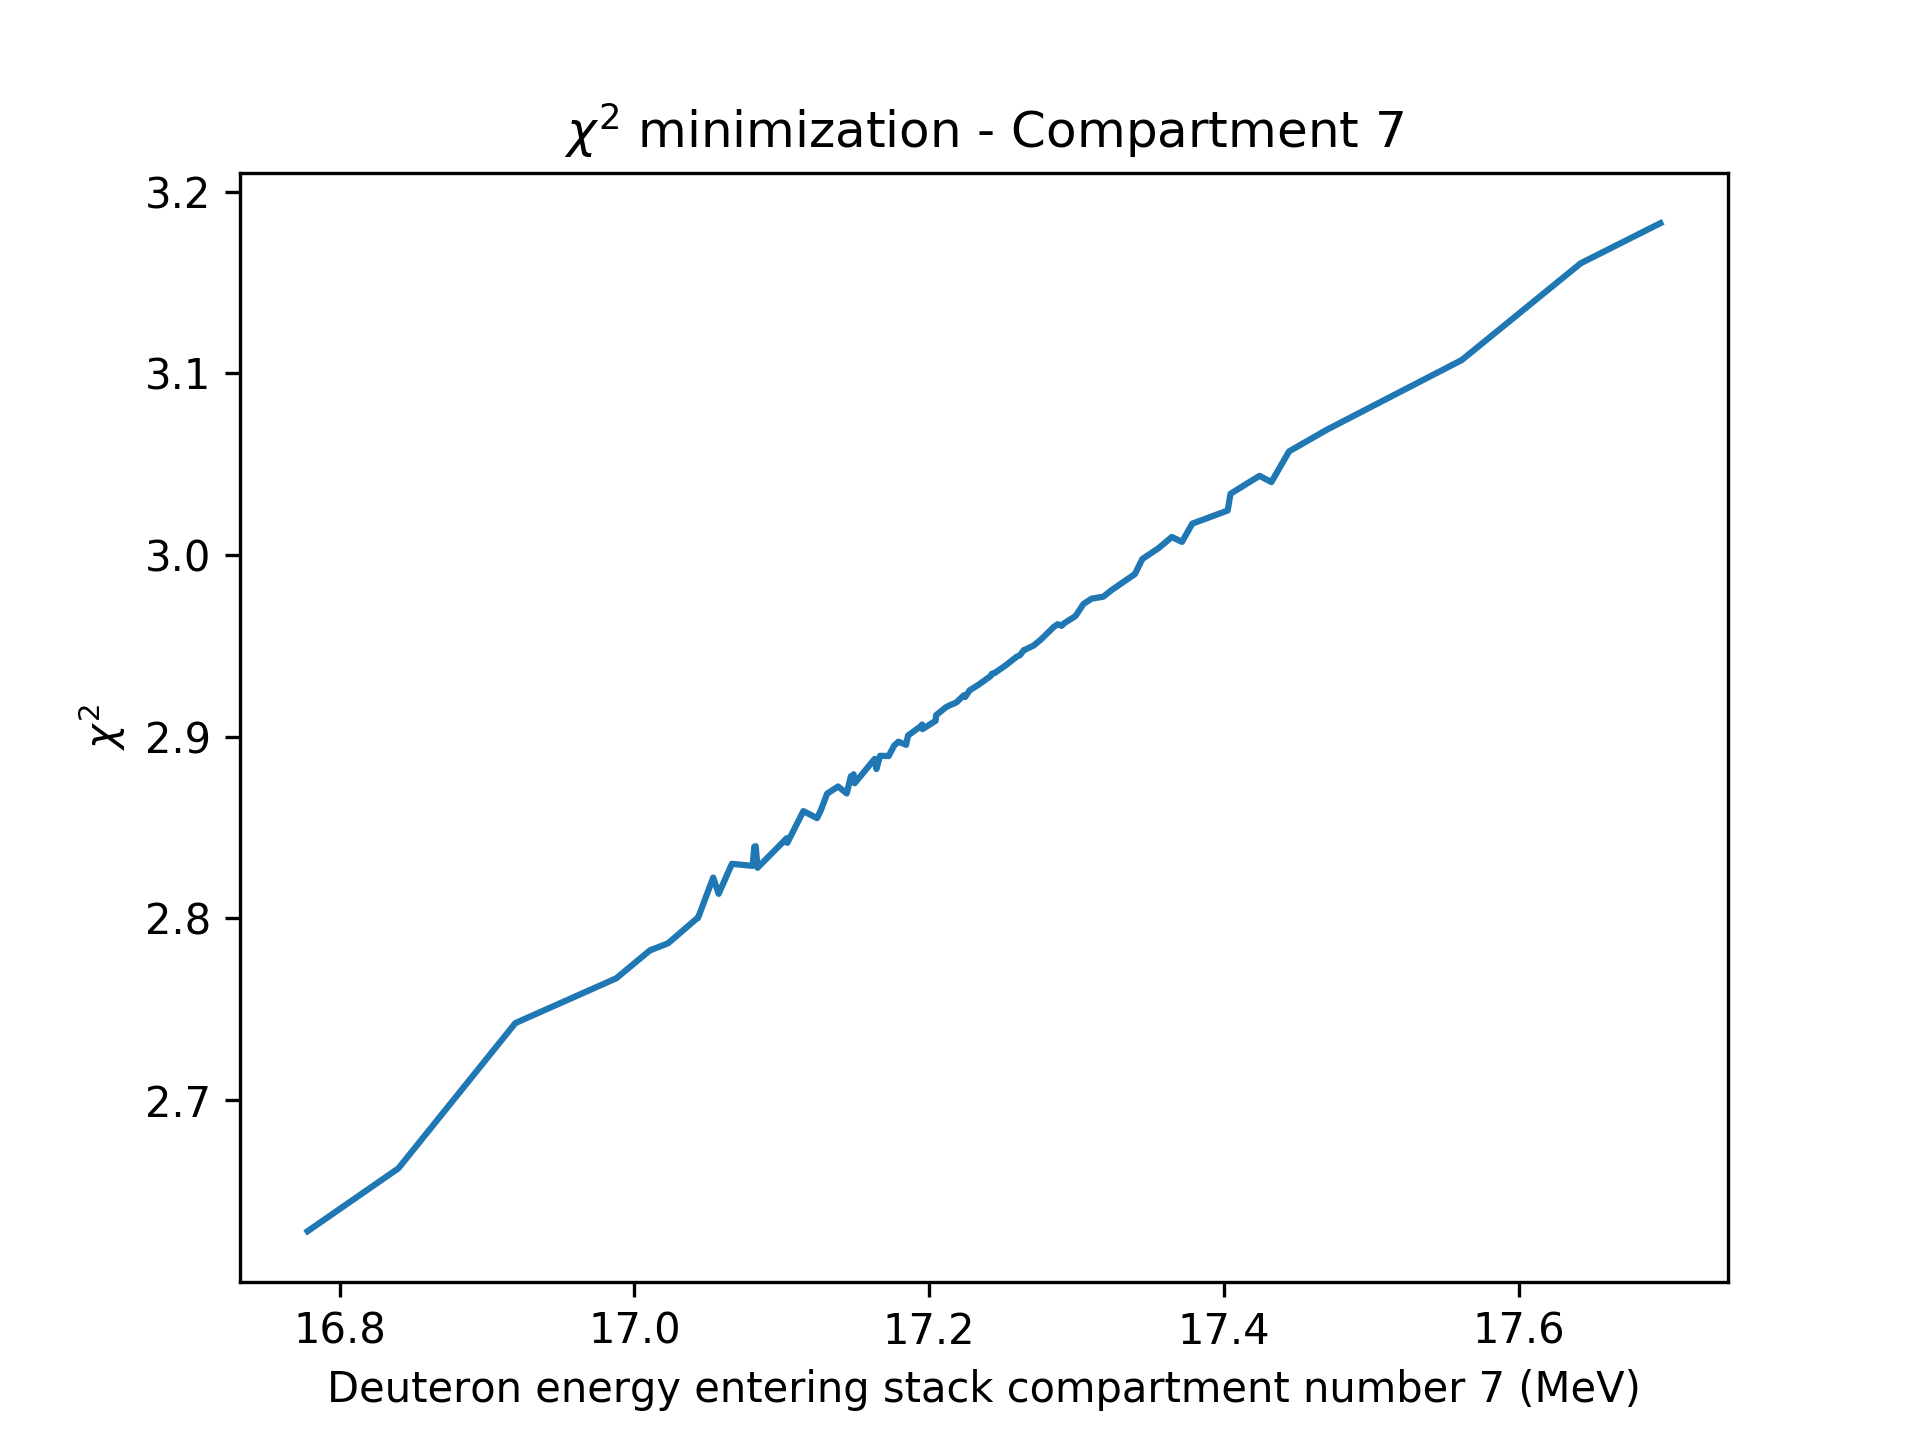 χ² minimization - Compartment 7
3.2
3.1
3.0
2.9
2.8
2.7
χ²
16.8 17.0 17.2 17.4 17.6
Deuteron energy entering stack compartment number 7 (MeV)